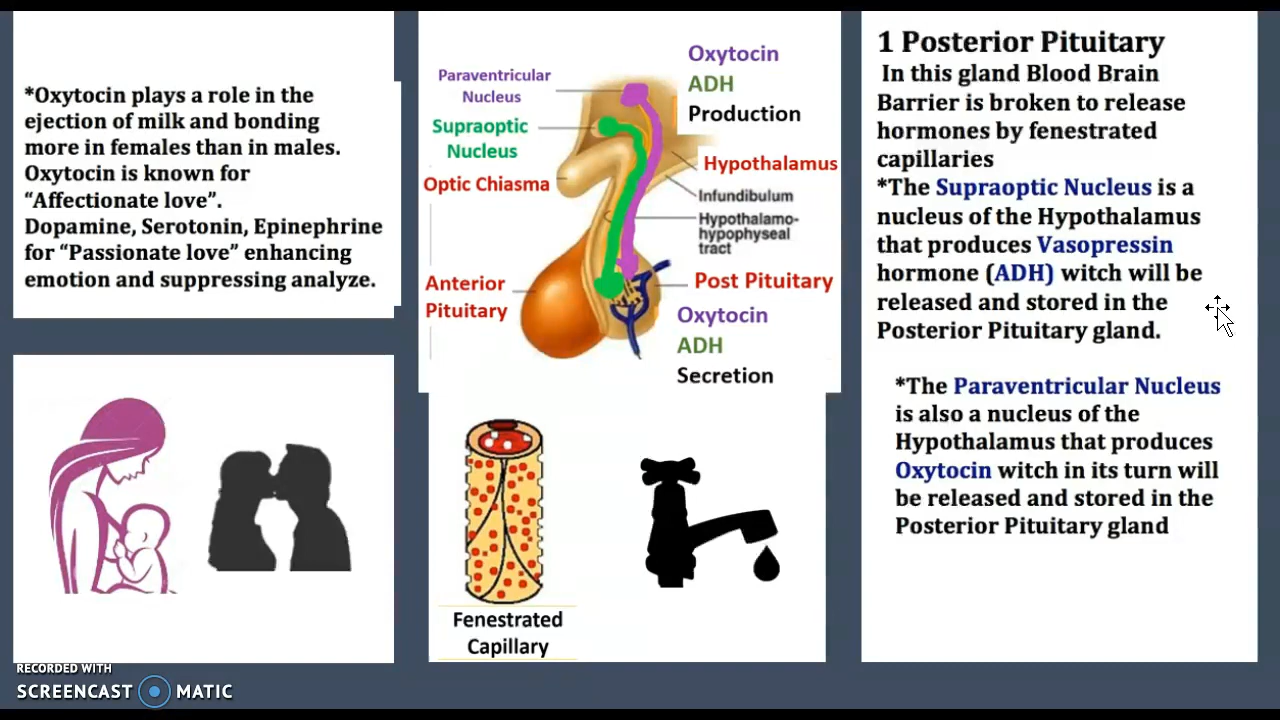 *Oxytocin plays a role in the
ejection of milk and bonding
more in females than in males.
Oxytocin is known for
“Affectionate love”.
Dopamine, Serotonin, Epinephrine
for “Passionate love” enhancing
emotion and suppressing analyze.
Oxytocin
ADH
Production
Paraventricular
Nucleus
Supraoptic
Nucleus
Optic Chiasma
Hypothalamus
Infundibulum
Hypothalamo-
hypophyseal
tract
Anterior
Pituitary
Post Pituitary
Oxytocin
ADH
Secretion
Fenestrated
Capillary
1 Posterior Pituitary
In this gland Blood Brain
Barrier is broken to release
hormones by fenestrated
capillaries
*The Supraoptic Nucleus is a
nucleus of the Hypothalamus
that produces Vasopressin
hormone (ADH) witch will be
released and stored in the
Posterior Pituitary gland.
*The Paraventricular Nucleus
is also a nucleus of the
Hypothalamus that produces
Oxytocin witch in its turn will
be released and stored in the
Posterior Pituitary gland
RECORDED WITH
SCREENCAST MATIC